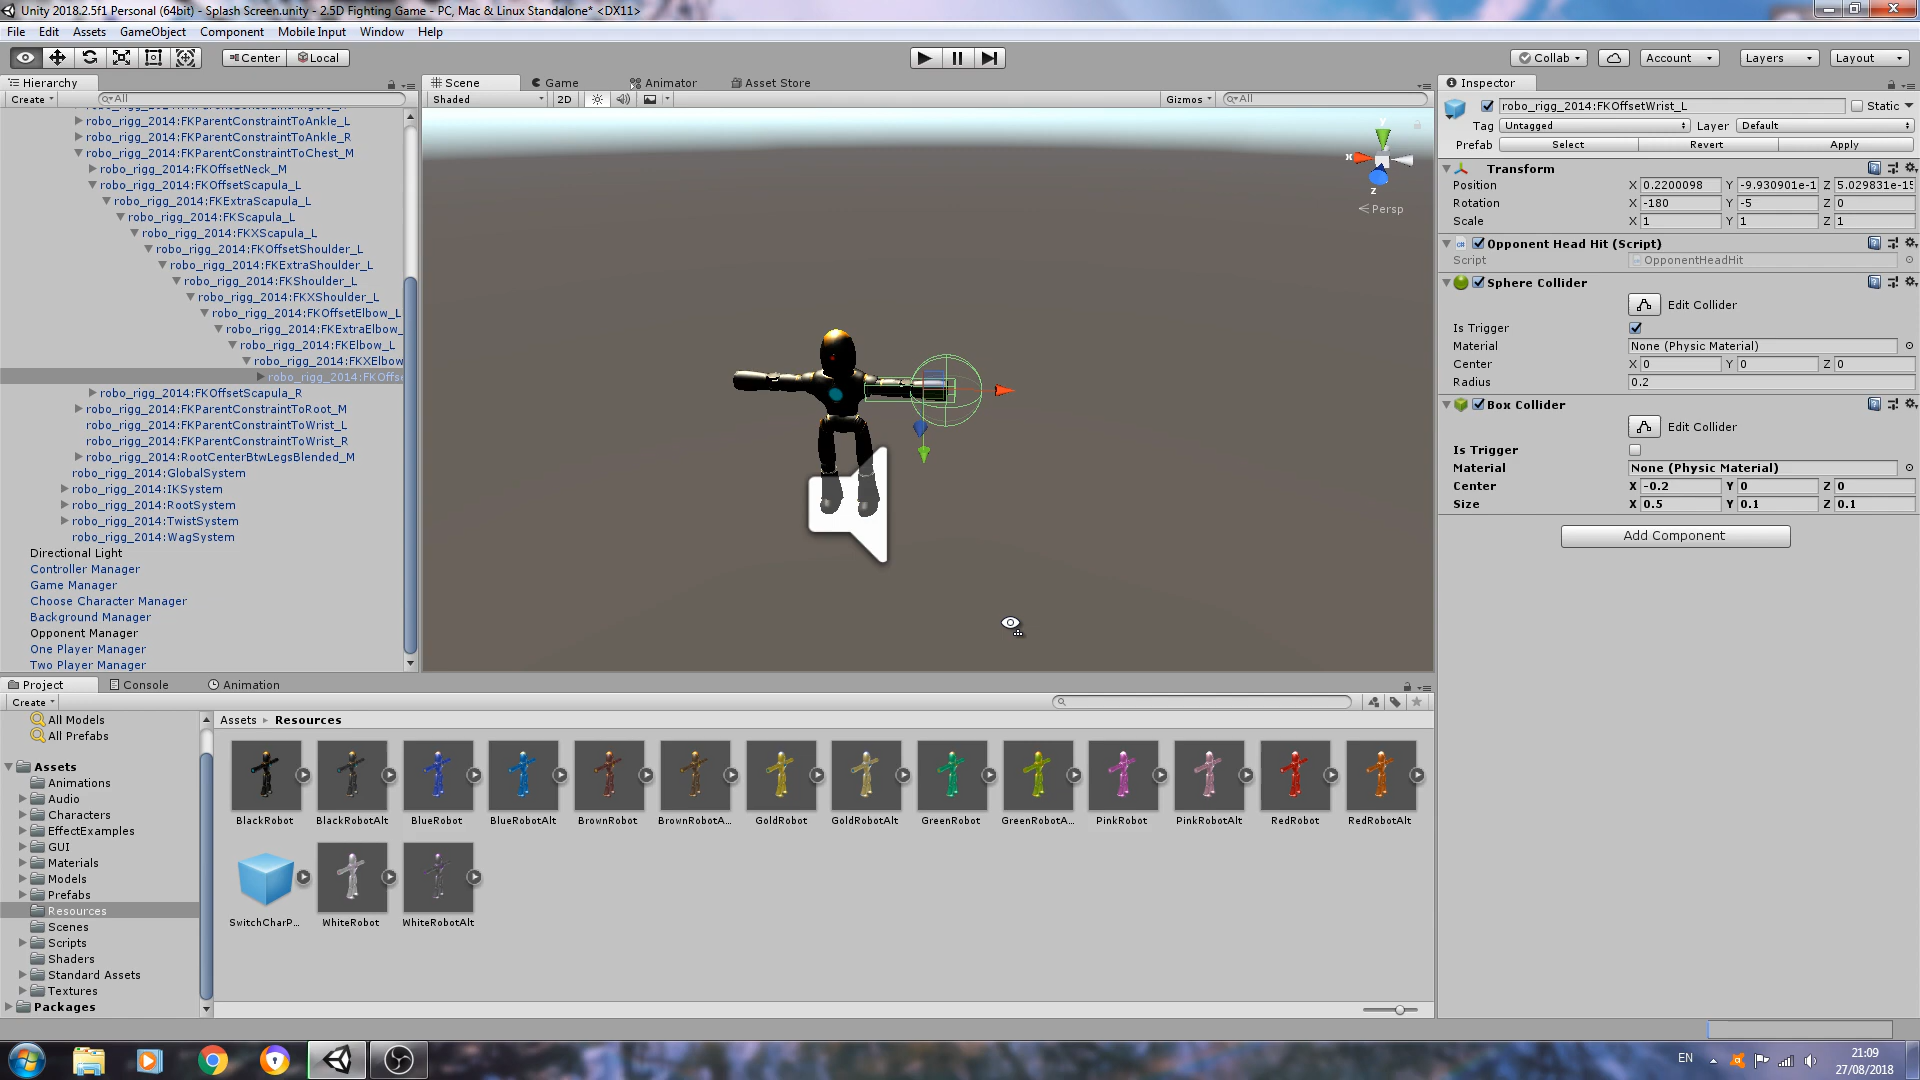 Unity 2018.2.5f1 Personal (64bit) - Splash Screen.unity - 2.5D Fighting Game - PC, Mac & Linux Standalone* <DX11>
File Edit Assets GameObject Component Mobile Input Window Help
Center Local Collab Account Layers Layout
Hierarchy
Create All
robo_rigg_2014:FKParentConstraintToAnkle_L
robo_rigg_2014:FKParentConstraintToAnkle_R
robo_rigg_2014:FKParentConstraintToChest_M
robo_rigg_2014:FKOffsetNeck_M
robo_rigg_2014:FKOffsetScapula_L
robo_rigg_2014:FKExtraScapula_L
robo_rigg_2014:FKScapula_L
robo_rigg_2014:FKXScapula_L
robo_rigg_2014:FKOffsetShoulder_L
robo_rigg_2014:FKExtraShoulder_L
robo_rigg_2014:FKShoulder_L
robo_rigg_2014:FKXShoulder_L
robo_rigg_2014:FKOffsetElbow_L
robo_rigg_2014:FKExtraElbow_
robo_rigg_2014:FKElbow_L
robo_rigg_2014:FKXElbow
robo_rigg_2014:FKOffse
robo_rigg_2014:FKOffsetScapula_R
robo_rigg_2014:FKParentConstraintToRoot_M
robo_rigg_2014:FKParentConstraintToWrist_L
robo_rigg_2014:FKParentConstraintToWrist_R
robo_rigg_2014:RootCenterBtwLegsBlended_M
robo_rigg_2014:GlobalSystem
robo_rigg_2014:IKSystem
robo_rigg_2014:RootSystem
robo_rigg_2014:TwistSystem
robo_rigg_2014:WagSystem
Directional Light
Controller Manager
Game Manager
Choose Character Manager
Background Manager
Opponent Manager
One Player Manager
Two Player Manager
Scene Game Animator Asset Store
Shaded 2D Gizmos All
y
x
z
Persp
Inspector
robo_rigg_2014:FKOffsetWrist_L Static
Tag Untagged Layer Default
Prefab Select Revert Apply
Transform
Position X 0.2200098 Y -9.930901e-1 Z 5.029831e-15
Rotation X -180 Y -5 Z 0
Scale X 1 Y 1 Z 1
Opponent Head Hit (Script)
Script OpponentHeadHit
Sphere Collider
Edit Collider
Is Trigger
Material None (Physic Material)
Center X 0 Y 0 Z 0
Radius 0.2
Box Collider
Edit Collider
Is Trigger
Material None (Physic Material)
Center X -0.2 Y 0 Z 0
Size X 0.5 Y 0.1 Z 0.1
Add Component
Project Console Animation
Create
All Models
All Prefabs
Assets
Animations
Audio
Characters
EffectExamples
GUI
Materials
Models
Prefabs
Resources
Scenes
Scripts
Shaders
Standard Assets
Textures
Packages
Assets Resources
BlackRobot BlackRobotAlt BlueRobot BlueRobotAlt BrownRobot BrownRobotA... GoldRobot GoldRobotAlt GreenRobot GreenRobotA... PinkRobot PinkRobotAlt RedRobot RedRobotAlt
SwitchCharP... WhiteRobot WhiteRobotAlt
EN
21:09
27/08/2018